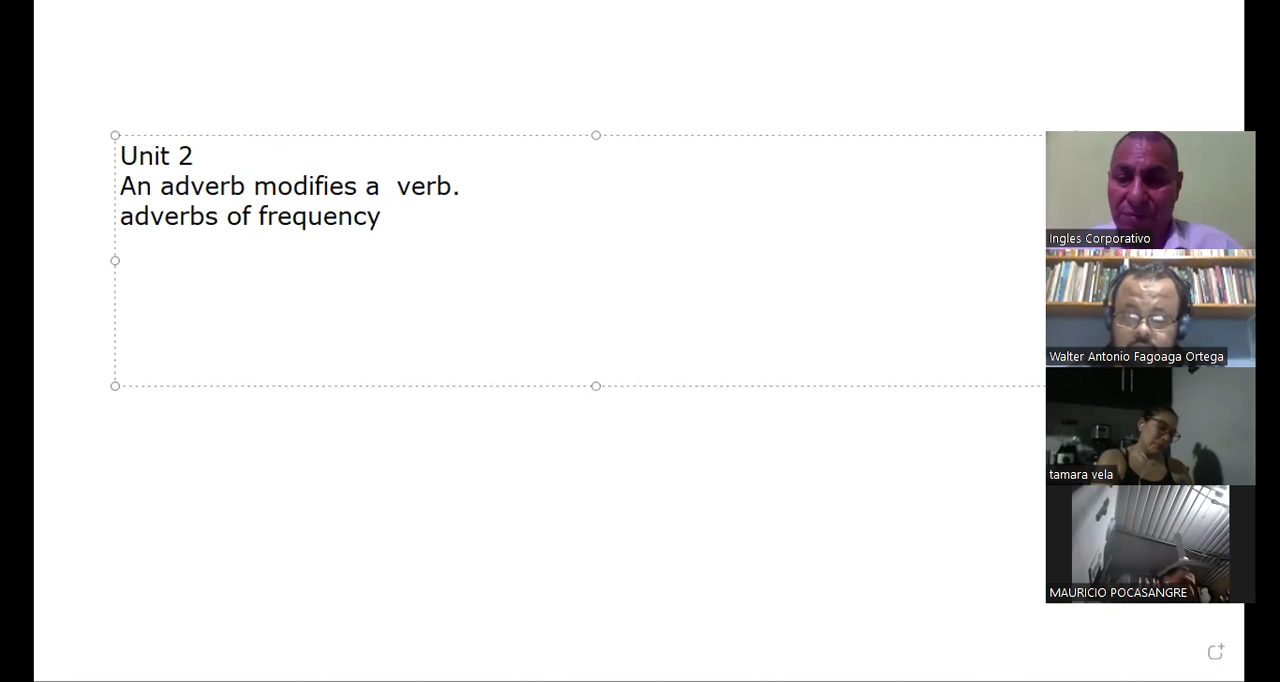 Unit 2
An adverb modifies a  verb.
adverbs of frequency
Ingles Corporativo
Walter Antonio Fagoaga Ortega
tamara vela
MAURICIO POCASANGRE